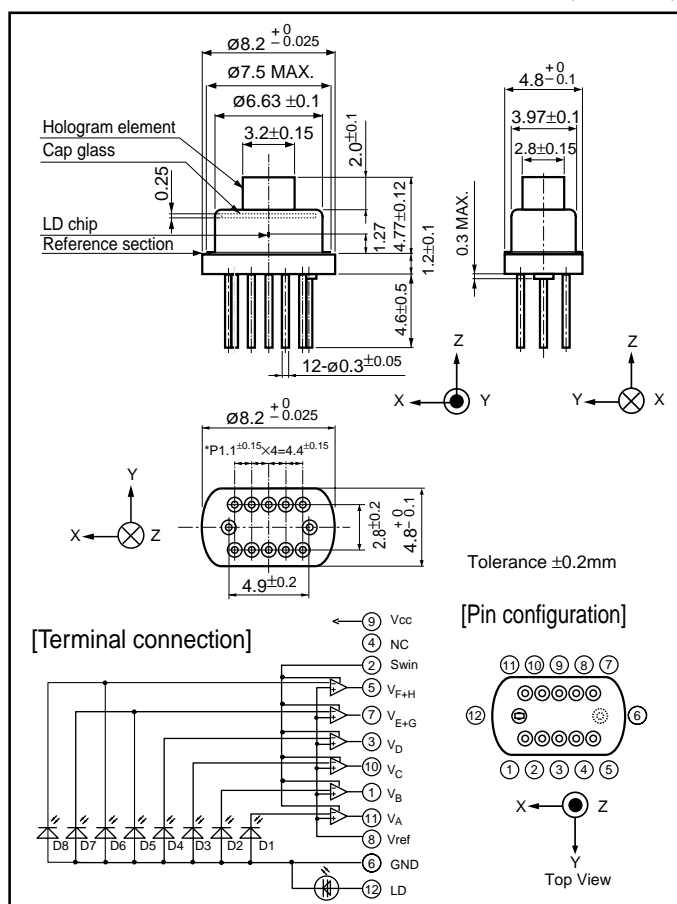 ø8.2 +0 −0.025
ø7.5 MAX.
ø6.63 ±0.1
3.2±0.15
2.0±0.1
Hologram element
Cap glass
0.25
LD chip
Reference section
1.27
4.77±0.12
1.2±0.1
4.6±0.5
12-ø0.3±0.05
4.8 +0 −0.1
3.97±0.1
2.8±0.15
0.3 MAX.
Z
X
Y
Z
Y
X
ø8.2 +0 −0.025
*P1.1±0.15×4=4.4±0.15
Y
X
Z
2.8±0.2
4.8 +0 −0.1
4.9±0.2
Tolerance ±0.2mm
[Terminal connection]
9 Vcc
4 NC
2 Swin
5 VF+H
7 VE+G
3 VD
10 VC
1 VB
11 VA
8 Vref
6 GND
12 LD
D8 D7 D6 D5 D4 D3 D2 D1
[Pin configuration]
11 10 9 8 7
12 6
1 2 3 4 5
X
Z
Y
Top View